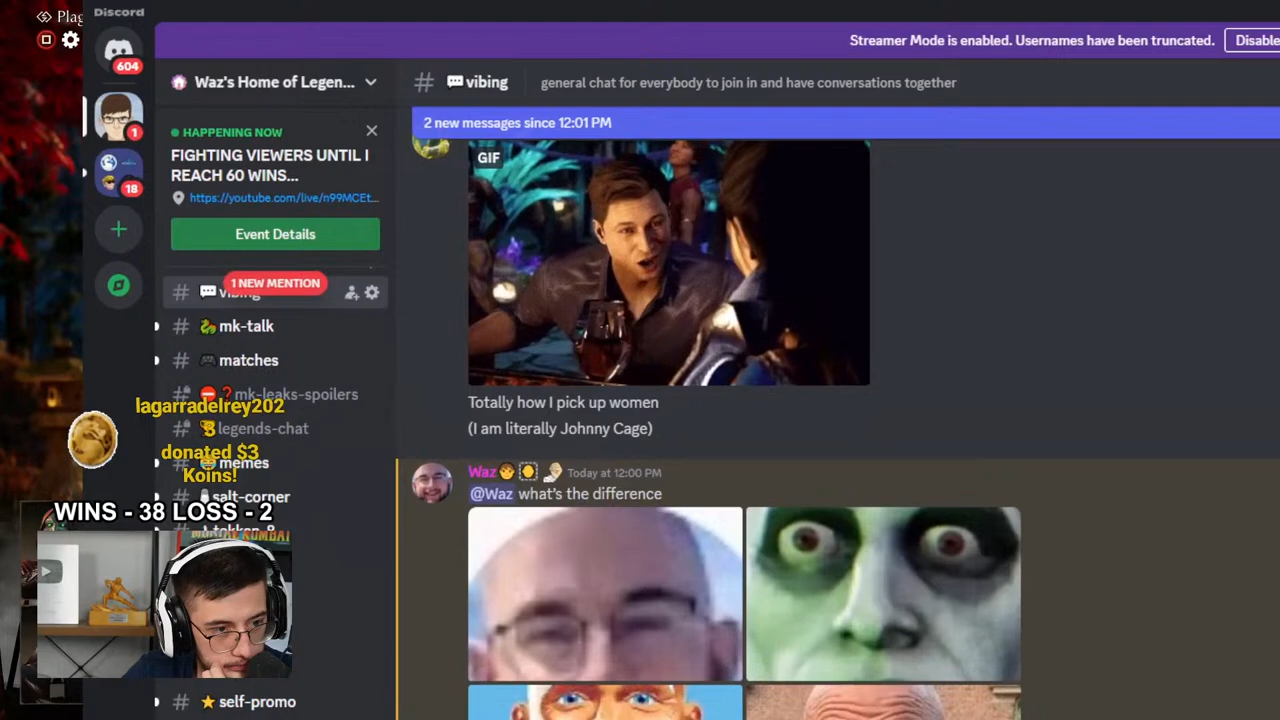 Plag
Discord
604
1
18
Streamer Mode is enabled. Usernames have been truncated.
Disable
Waz's Home of Legen...
# vibing
general chat for everybody to join in and have conversations together
HAPPENING NOW
FIGHTING VIEWERS UNTIL I
REACH 60 WINS...
https://youtube.com/live/n99MCEt...
Event Details
2 new messages since 12:01 PM
GIF
1 NEW MENTION
# mk-talk
# matches
# mk-leaks-spoilers
# legends-chat
# memes
# salt-corner
# self-promo
lagarradelrey202
3
donated $3
Koins!
WINS - 38 LOSS - 2
Totally how I pick up women
(I am literally Johnny Cage)
Waz Today at 12:00 PM
@Waz what's the difference